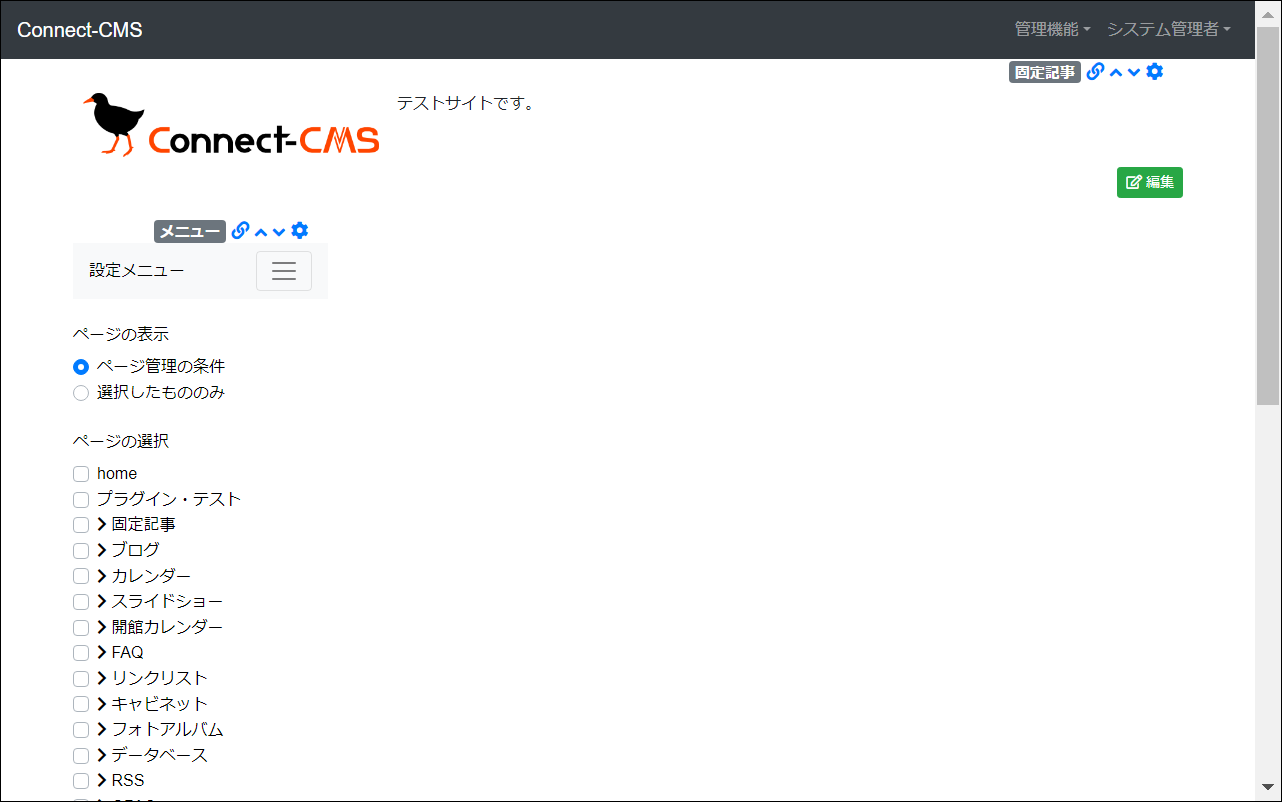 Connect-CMS
管理機能 システム管理者
固定記事
Connect-CMS
テストサイトです。
編集
メニュー
設定メニュー
ページの表示
ページ管理の条件
選択したもののみ
ページの選択
home
プラグイン・テスト
固定記事
ブログ
カレンダー
スライドショー
開館カレンダー
FAQ
リンクリスト
キャビネット
フォトアルバム
データベース
RSS